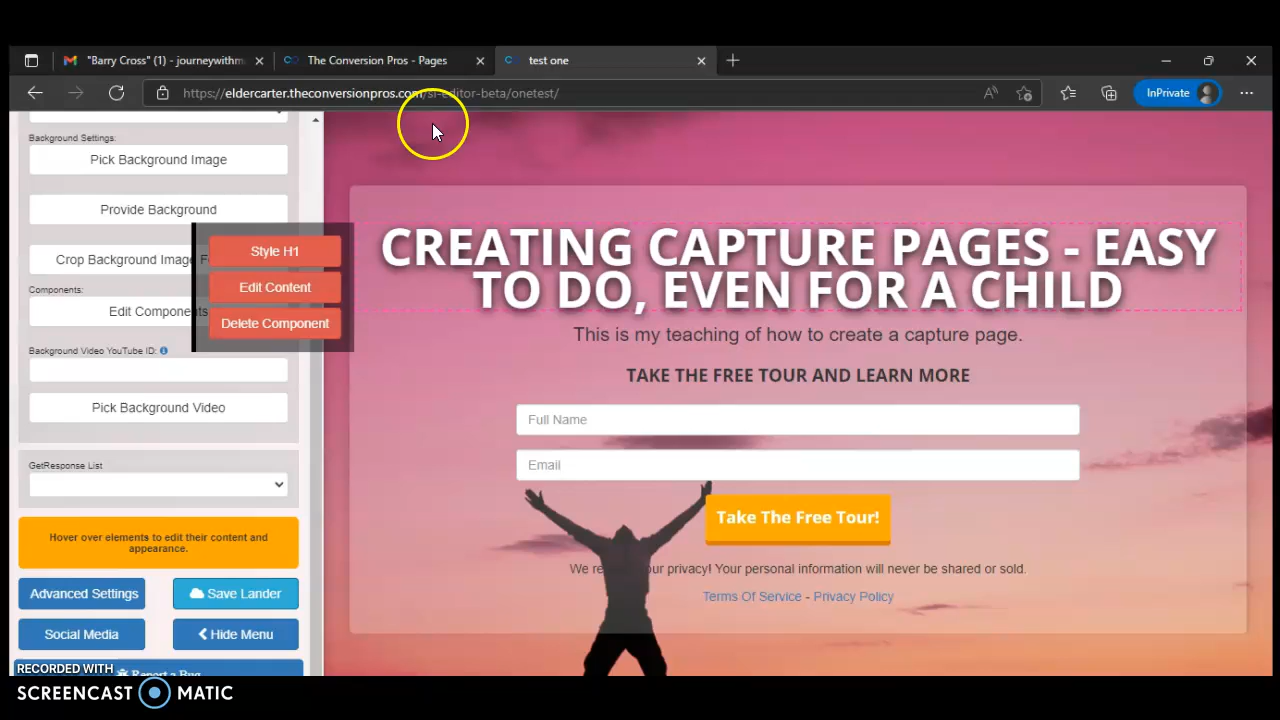 "Barry Cross" (1) - journeywithm
The Conversion Pros - Pages
test one
https://eldercarter.theconversionpros.com/sl-editor-beta/onetest/
InPrivate
Background Settings:
Pick Background Image
Provide Background
Crop Background Image F
Components:
Edit Components
Background Video YouTube ID:
Pick Background Video
GetResponse List
Hover over elements to edit their content and
appearance.
Advanced Settings
Save Lander
Social Media
Hide Menu
Report a Bug
Style H1
Edit Content
Delete Component
CREATING CAPTURE PAGES - EASY
TO DO, EVEN FOR A CHILD
This is my teaching of how to create a capture page.
TAKE THE FREE TOUR AND LEARN MORE
Full Name
Email
Take The Free Tour!
We re your privacy! Your personal information will never be shared or sold.
Terms Of Service - Privacy Policy
RECORDED WITH
SCREENCAST MATIC